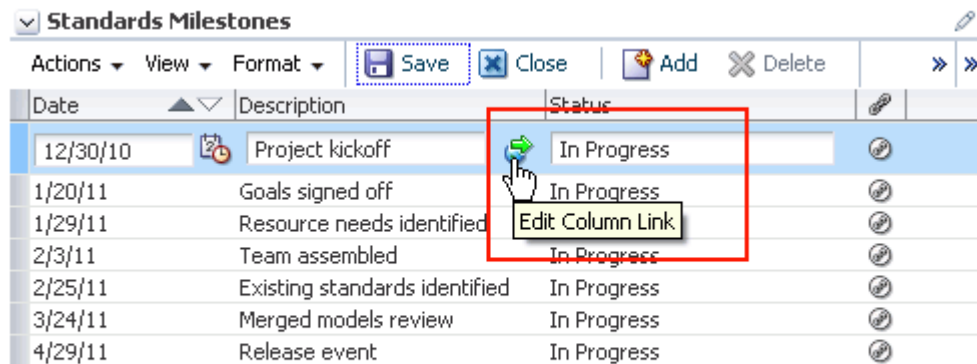 Standards Milestones
Actions View Format Save Close Add Delete » »
Date Description Status
12/30/10 Project kickoff In Progress
1/20/11 Goals signed off In Progress
1/29/11 Resource needs identified Edit Column Link
2/3/11 Team assembled In Progress
2/25/11 Existing standards identified In Progress
3/24/11 Merged models review In Progress
4/29/11 Release event In Progress